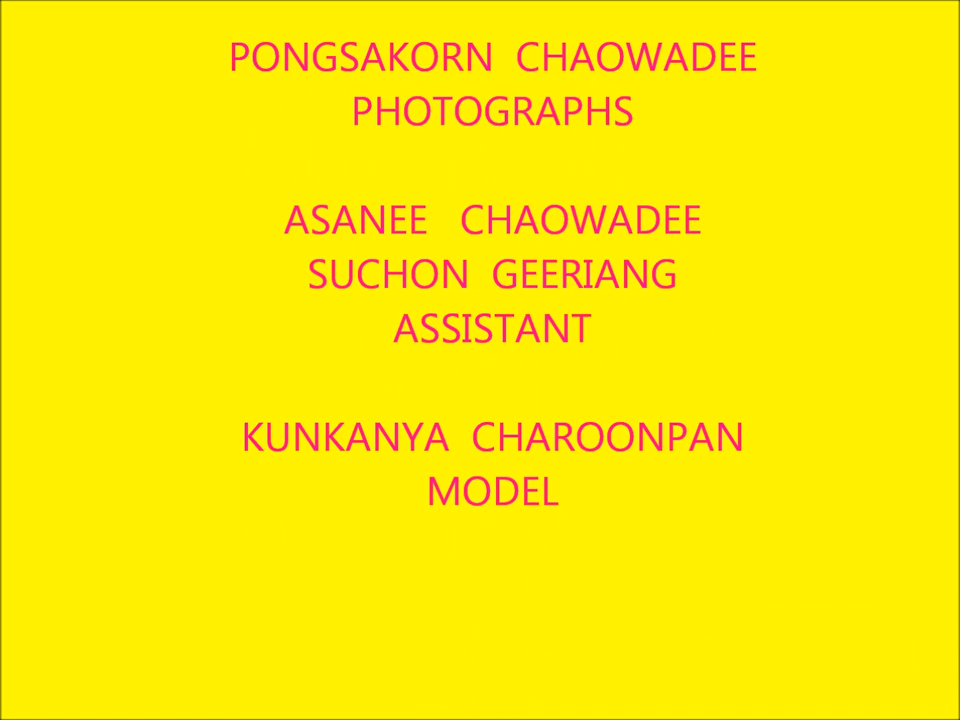 PONGSAKORN CHAOWADEE
PHOTOGRAPHS
ASANEE CHAOWADEE
SUCHON GEERIANG
ASSISTANT
KUNKANYA CHAROONPAN
MODEL